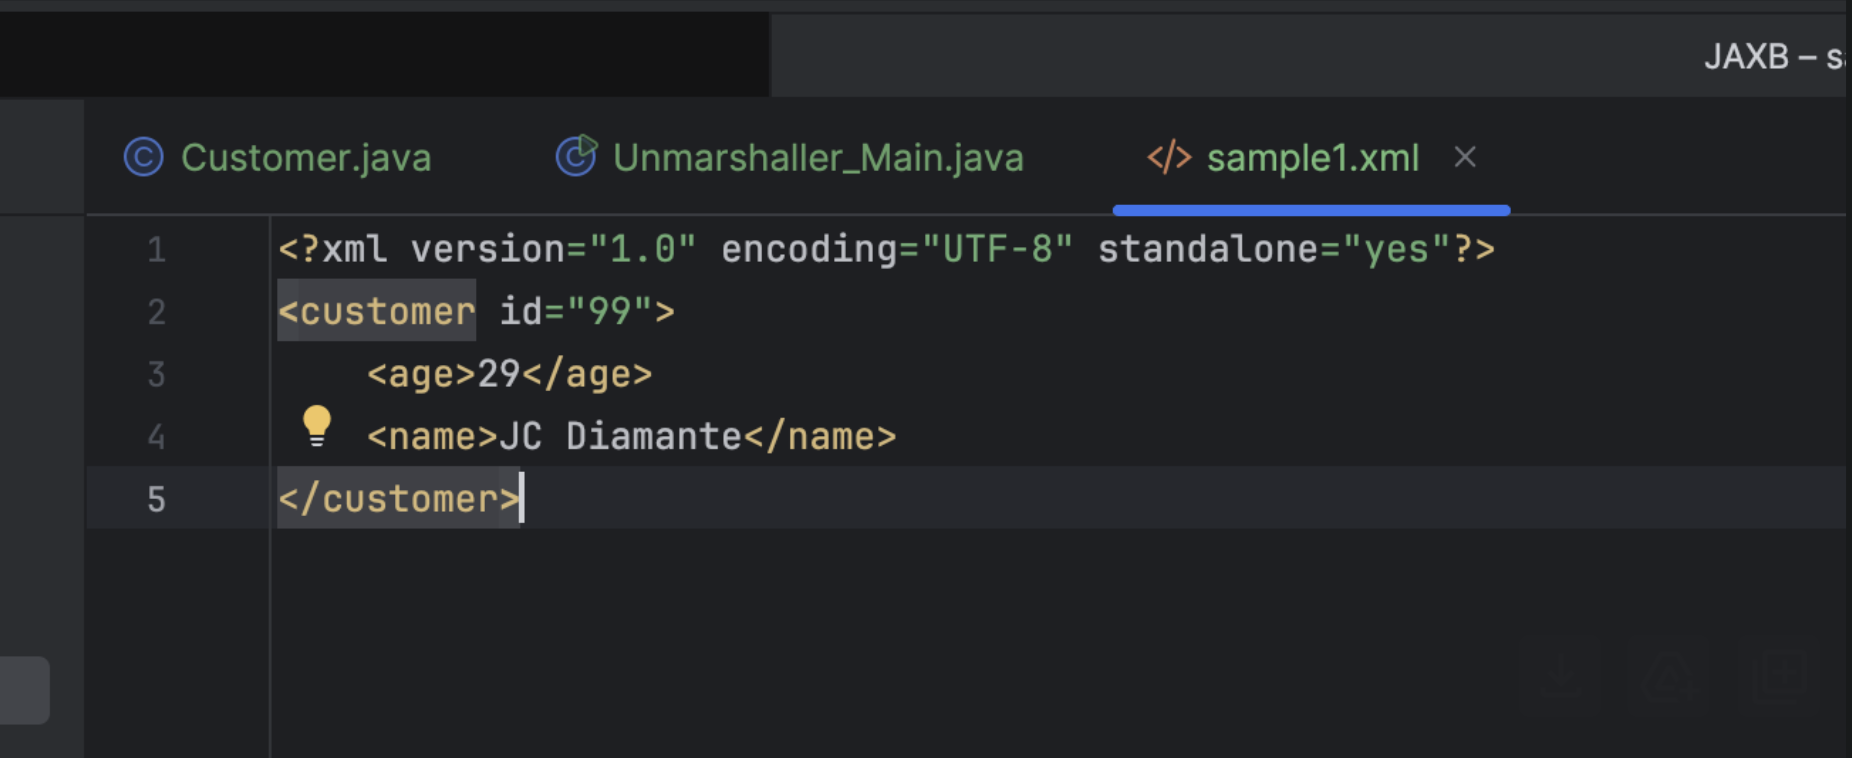 JAXB –
Customer.java Unmarshaller_Main.java </> sample1.xml
1 <?xml version="1.0" encoding="UTF-8" standalone="yes"?>
2 <customer id="99">
3     <age>29</age>
4     <name>JC Diamante</name>
5 </customer>